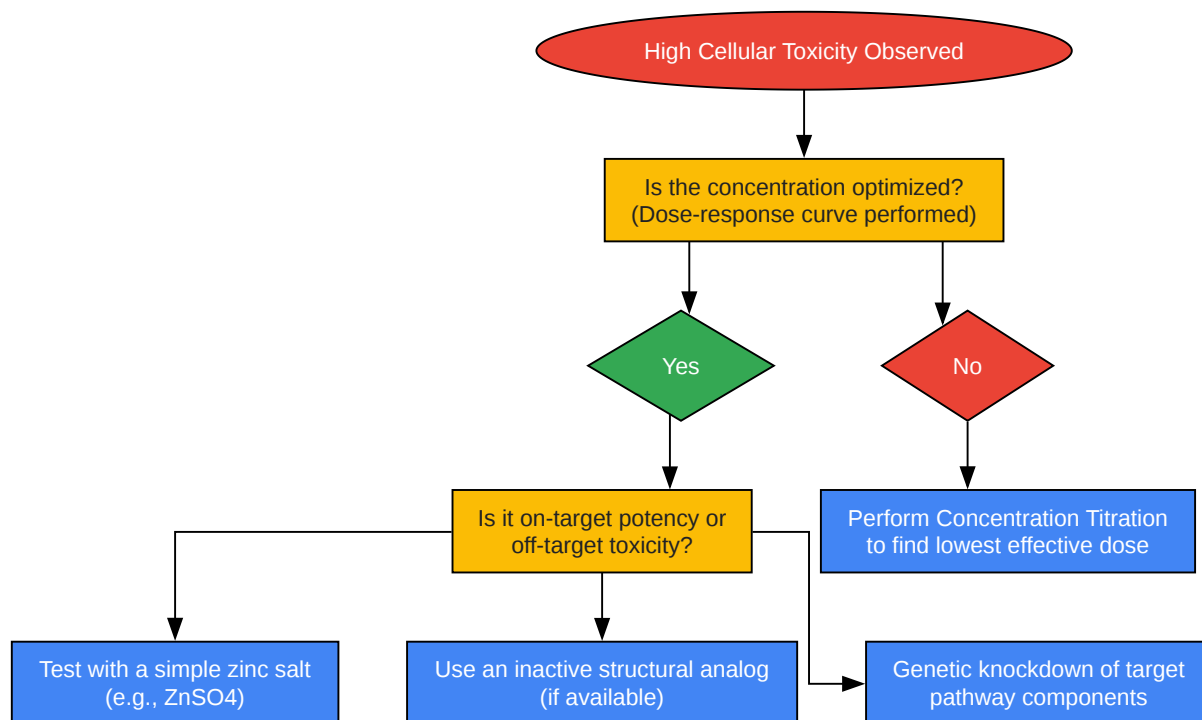 High Cellular Toxicity Observed
Is the concentration optimized?
(Dose-response curve performed)
Yes
No
Is it on-target potency or
off-target toxicity?
Perform Concentration Titration
to find lowest effective dose
Test with a simple zinc salt
(e.g., ZnSO4)
Use an inactive structural analog
(if available)
Genetic knockdown of target
pathway components